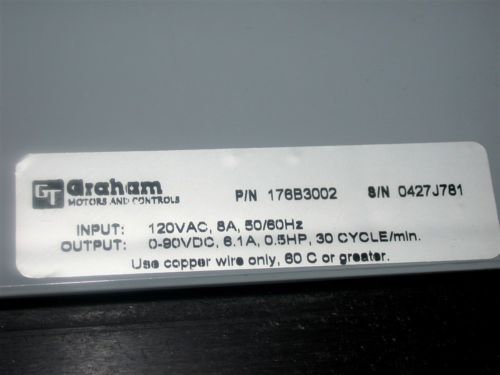 GT Graham P/N 176B3002 S/N 0427J781
MOTORS AND CONTROLS
INPUT: 120VAC, 8A, 50/60Hz
OUTPUT: 0-90VDC, 6.1A, 0.5HP, 30 CYCLE/min.
Use copper wire only, 60 C or greater.